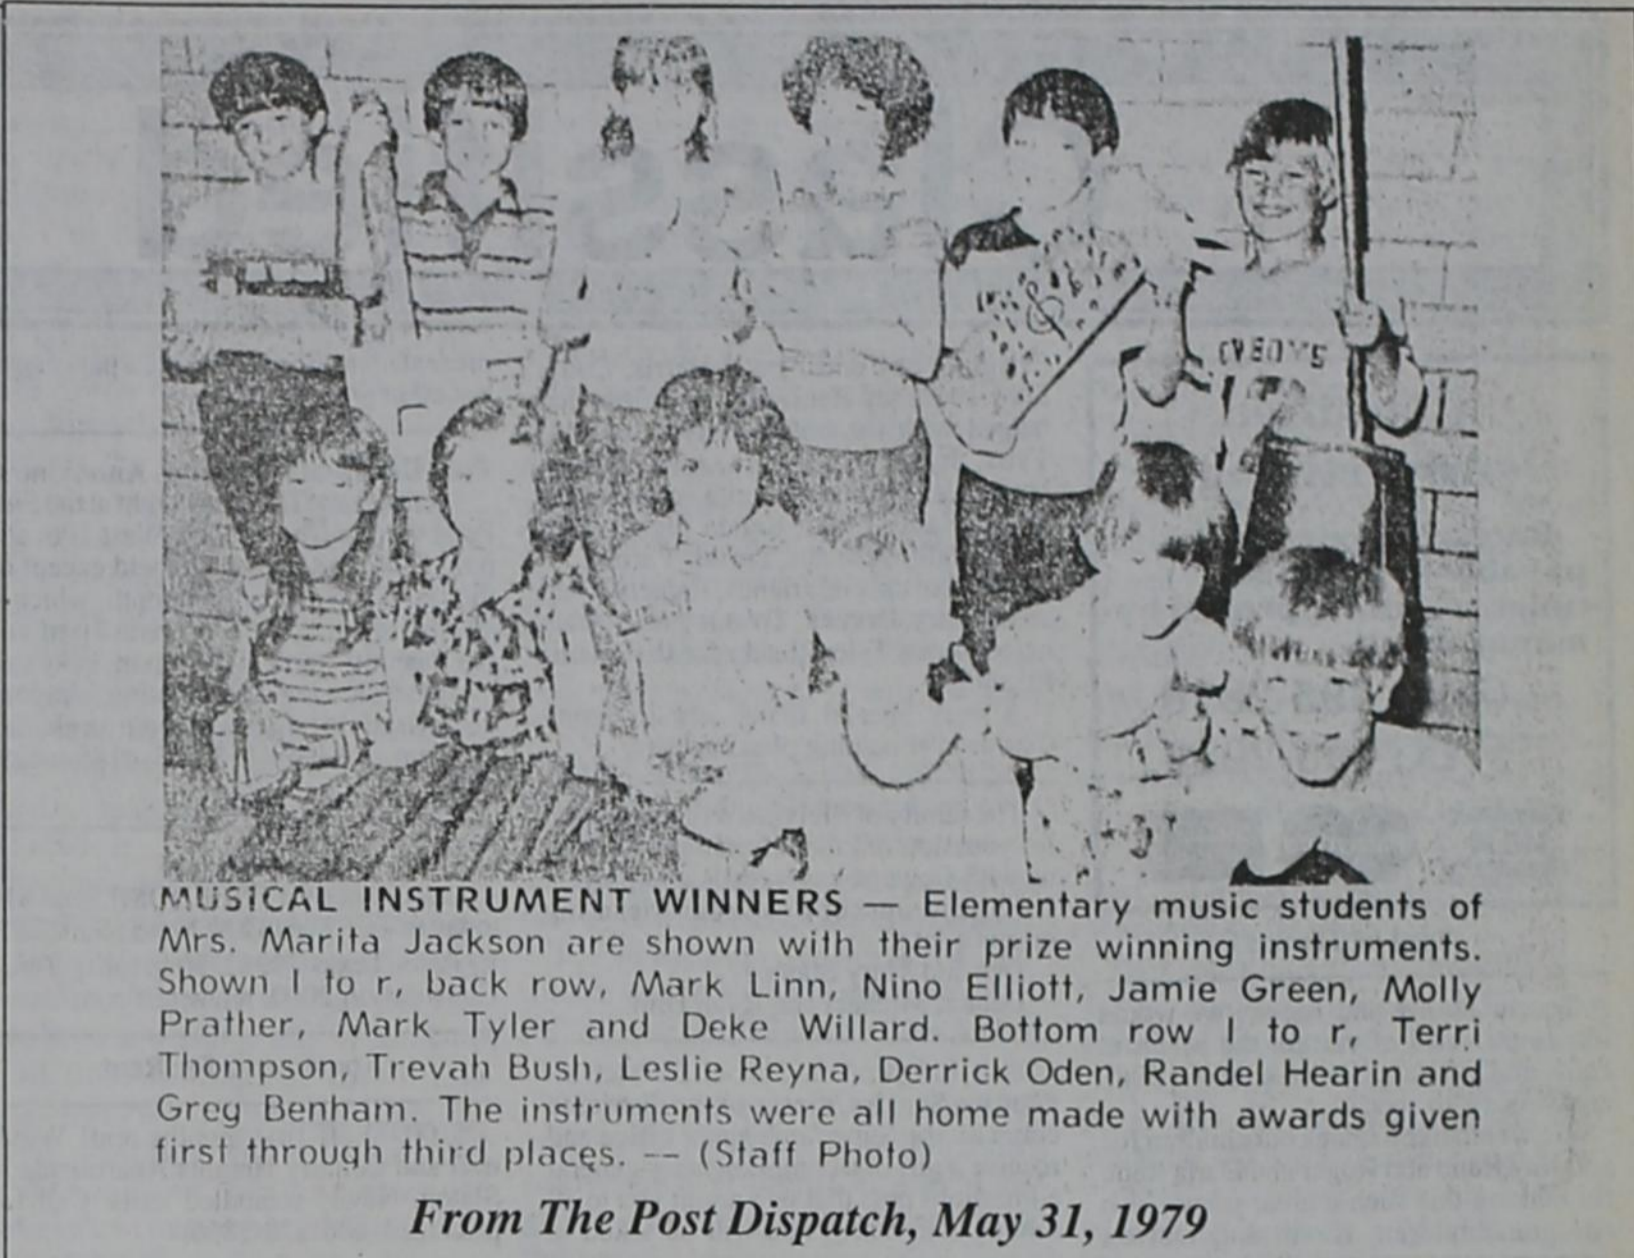 CWBOYS
MUSICAL INSTRUMENT WINNERS — Elementary music students of
Mrs. Marita Jackson are shown with their prize winning instruments.
Shown l to r, back row, Mark Linn, Nino Elliott, Jamie Green, Molly
Prather, Mark Tyler and Deke Willard. Bottom row l to r, Terri
Thompson, Trevah Bush, Leslie Reyna, Derrick Oden, Randel Hearin and
Greg Benham. The instruments were all home made with awards given
first through third places. -- (Staff Photo)
From The Post Dispatch, May 31, 1979